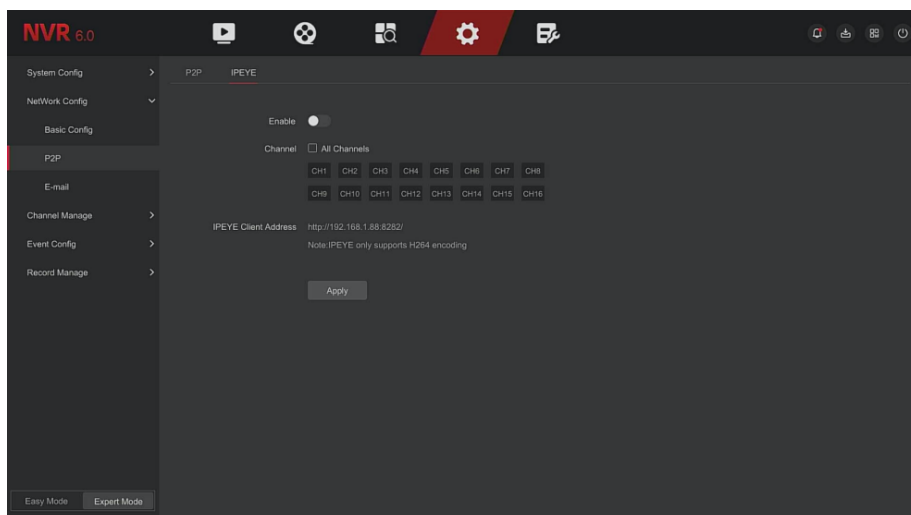 NVR 6.0
System Config
P2P IPEYE
NetWork Config
Enable
Basic Config
Channel All Channels
P2P
CH1 CH2 CH3 CH4 CH5 CH6 CH7 CH8
E-mail
CH9 CH10 CH11 CH12 CH13 CH14 CH15 CH16
Channel Manage
IPEYE Client Address http://192.168.1.88:8282/
Event Config
Note:IPEYE only supports H264 encoding
Record Manage
Apply
Easy Mode Expert Mode